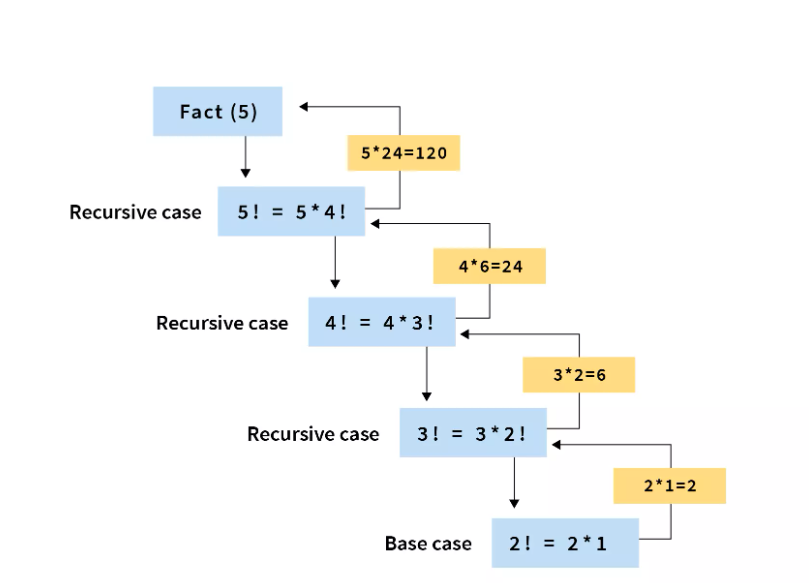 Fact (5)
5*24=120
Recursive case
5! = 5*4!
4*6=24
Recursive case
4! = 4*3!
3*2=6
Recursive case
3! = 3*2!
2*1=2
Base case
2! = 2*1